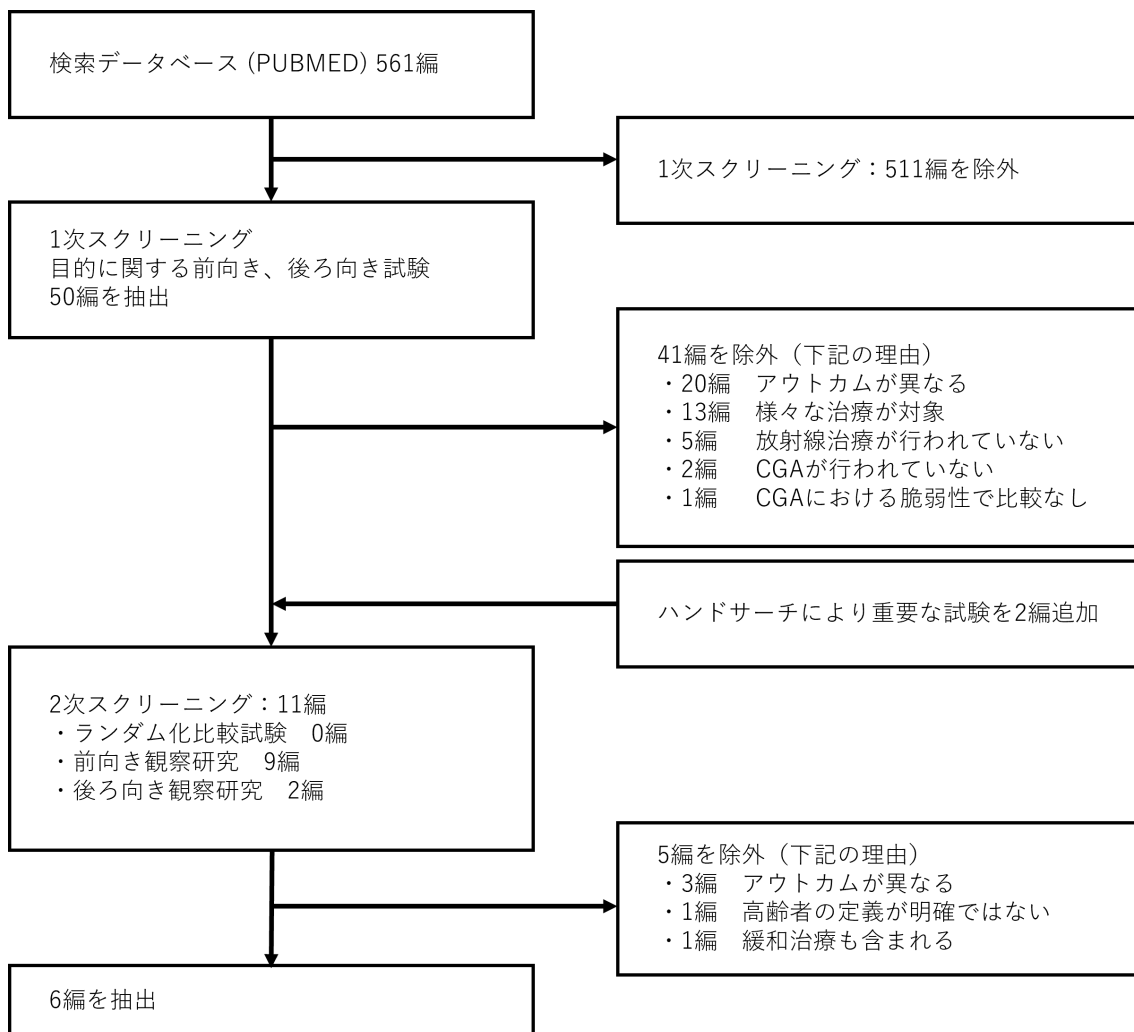 検索データベース (PUBMED) 561編
1次スクリーニング：511編を除外
1次スクリーニング
目的に関する前向き、後ろ向き試験
50編を抽出
41編を除外（下記の理由）
・20編　アウトカムが異なる
・13編　様々な治療が対象
・5編　放射線治療が行われていない
・2編　CGAが行われていない
・1編　CGAにおける脆弱性で比較なし
ハンドサーチにより重要な試験を2編追加
2次スクリーニング：11編
・ランダム化比較試験　0編
・前向き観察研究　9編
・後ろ向き観察研究　2編
5編を除外（下記の理由）
・3編　アウトカムが異なる
・1編　高齢者の定義が明確ではない
・1編　緩和治療も含まれる
6編を抽出